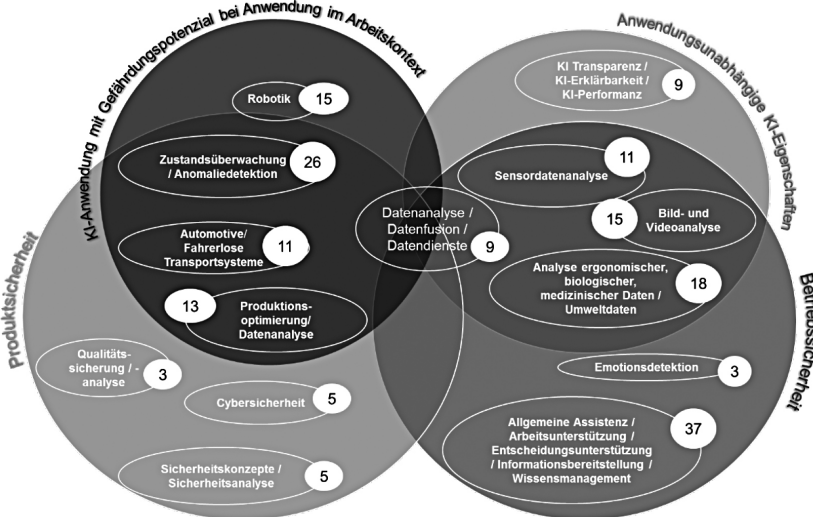 KI-Anwendung mit Gefährdungspotenzial bei Anwendung im Arbeitskontext
Anwendungsunabhängige KI-Eigenschaften
Produktsicherheit
Betriebssicherheit
Robotik
15
Zustandsüberwachung
/ Anomaliedetektion
26
Automotive/
Fahrerlose
Transportsysteme
11
13
Produktions-
optimierung/
Datenanalyse
Qualitäts-
sicherung / -
analyse
3
Cybersicherheit
5
Sicherheitskonzepte /
Sicherheitsanalyse
5
Datenanalyse /
Datenfusion /
Datendienste
9
KI Transparenz /
KI-Erklärbarkeit /
KI-Performanz
9
Sensordatenanalyse
11
15
Bild- und
Videoanalyse
Analyse ergonomischer,
biologischer,
medizinischer Daten /
Umweltdaten
18
Emotionsdetektion
3
Allgemeine Assistenz /
Arbeitsunterstützung /
Entscheidungsunterstützung
/ Informationsbereitstellung /
Wissensmanagement
37